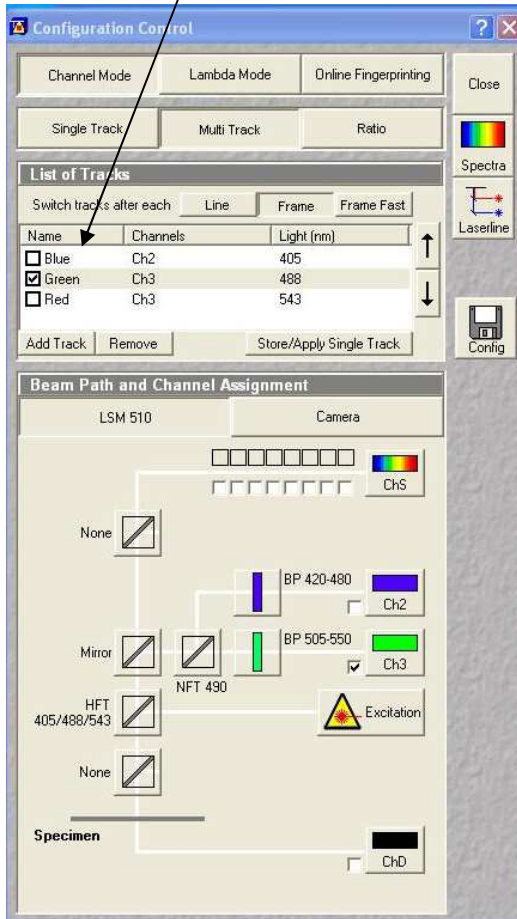 Configuration Control
Channel Mode Lambda Mode Online Fingerprinting Close
Single Track Multi Track Ratio
Spectra
List of Tracks
Switch tracks after each Line Frame Frame Fast
Laserline
Name Channels Light (nm)
Blue Ch2 405
Green Ch3 488
Red Ch3 543
Add Track Remove Store/Apply Single Track
Config
Beam Path and Channel Assignment
LSM 510 Camera
ChS
None
BP 420-480
Ch2
BP 505-550
Mirror
Ch3
NFT 490
HFT
405/488/543
Excitation
None
Specimen
ChD